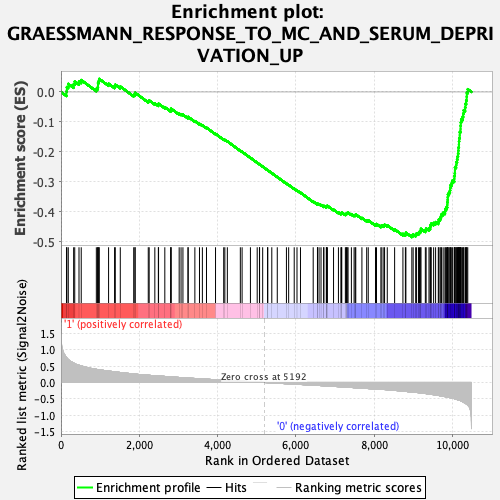 Enrichment plot:
GRAESSMANN_RESPONSE_TO_MC_AND_SERUM_DEPRI
VATION_UP
Enrichment score (ES)
0.0
-0.1
-0.2
-0.3
-0.4
-0.5
'1' (positively correlated)
Ranked list metric (Signal2Noise)
1.5
1.0
0.5
0.0
-0.5
-1.0
-1.5
Zero cross at 5192
'0' (negatively correlated)
0
2,000
4,000
6,000
8,000
10,000
Rank in Ordered Dataset
Enrichment profile
Hits
Ranking metric scores